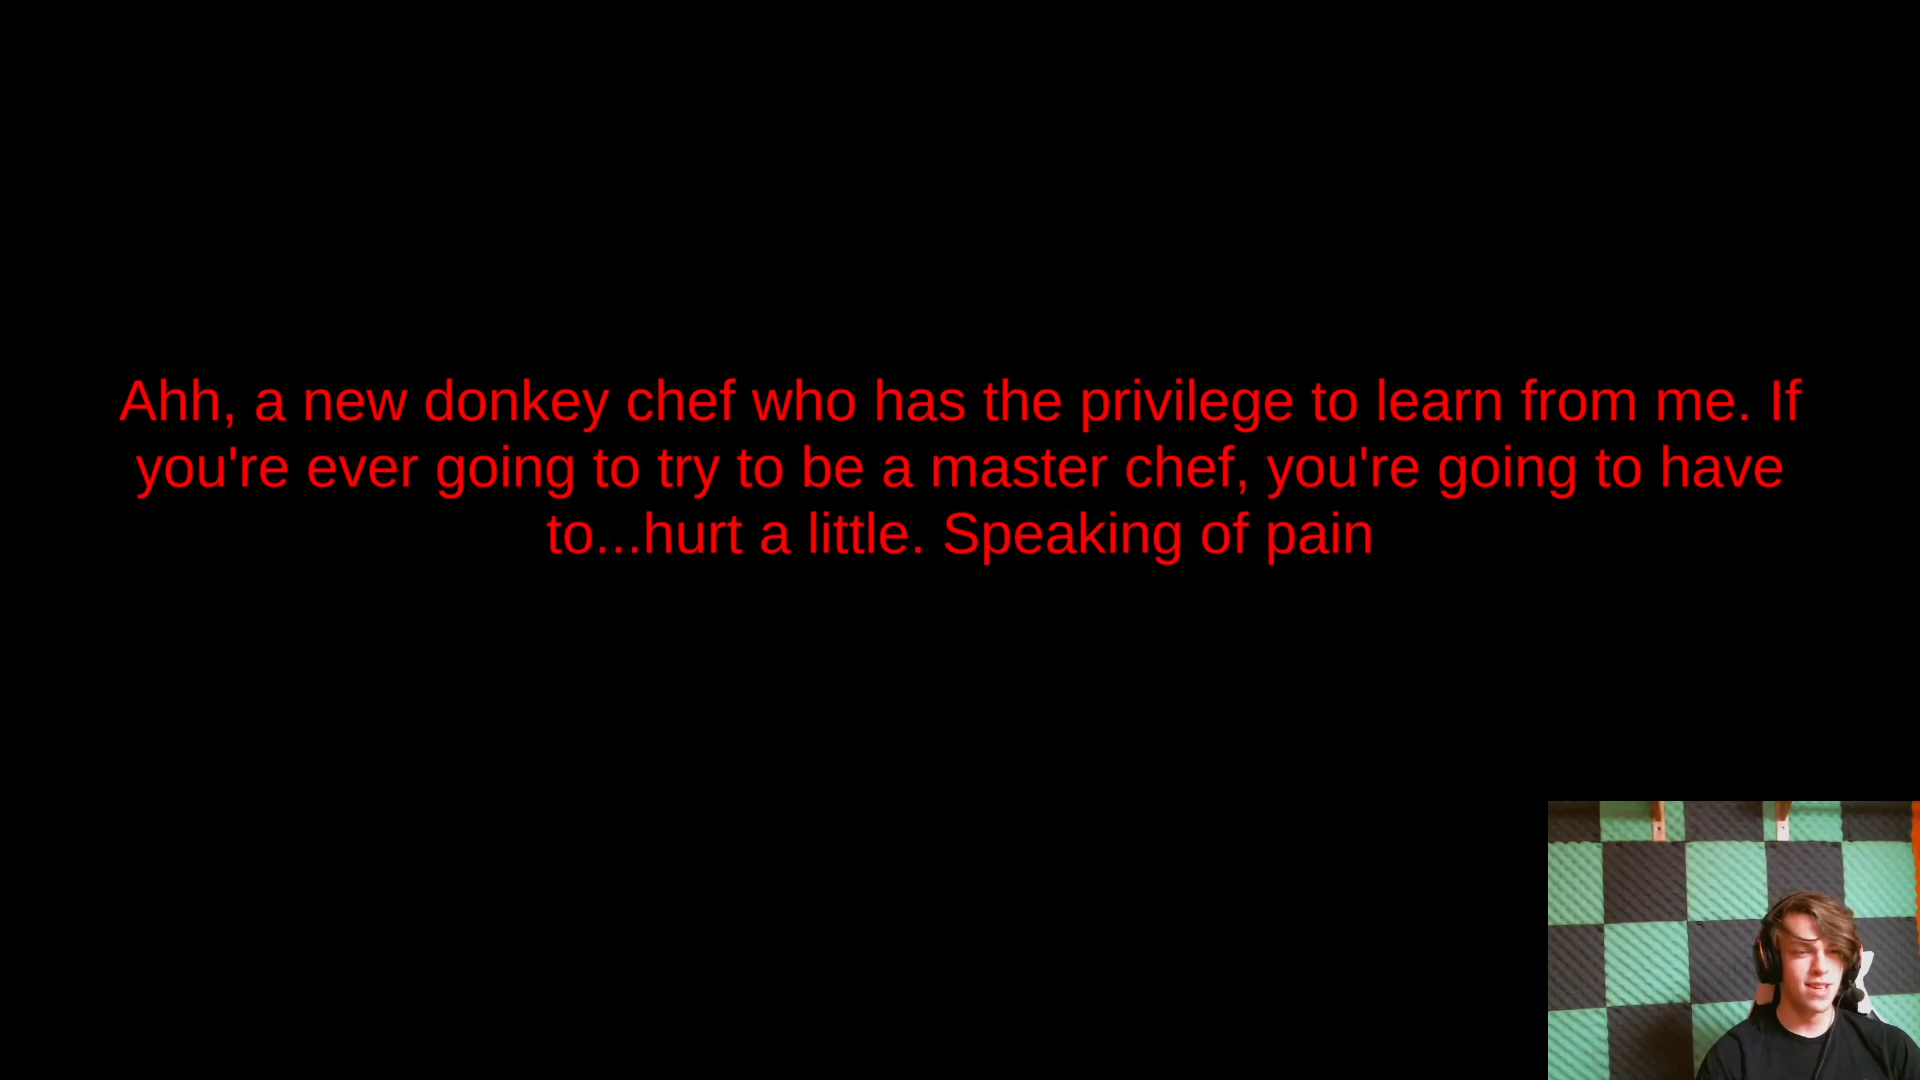 Ahh, a new donkey chef who has the privilege to learn from me. If
you're ever going to try to be a master chef, you're going to have
to...hurt a little. Speaking of pain